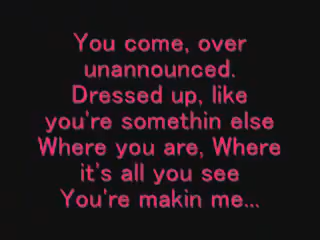 You come, over
unannounced.
Dressed up, like
you're somethin else
Where you are, Where
it's all you see
You're makin me...